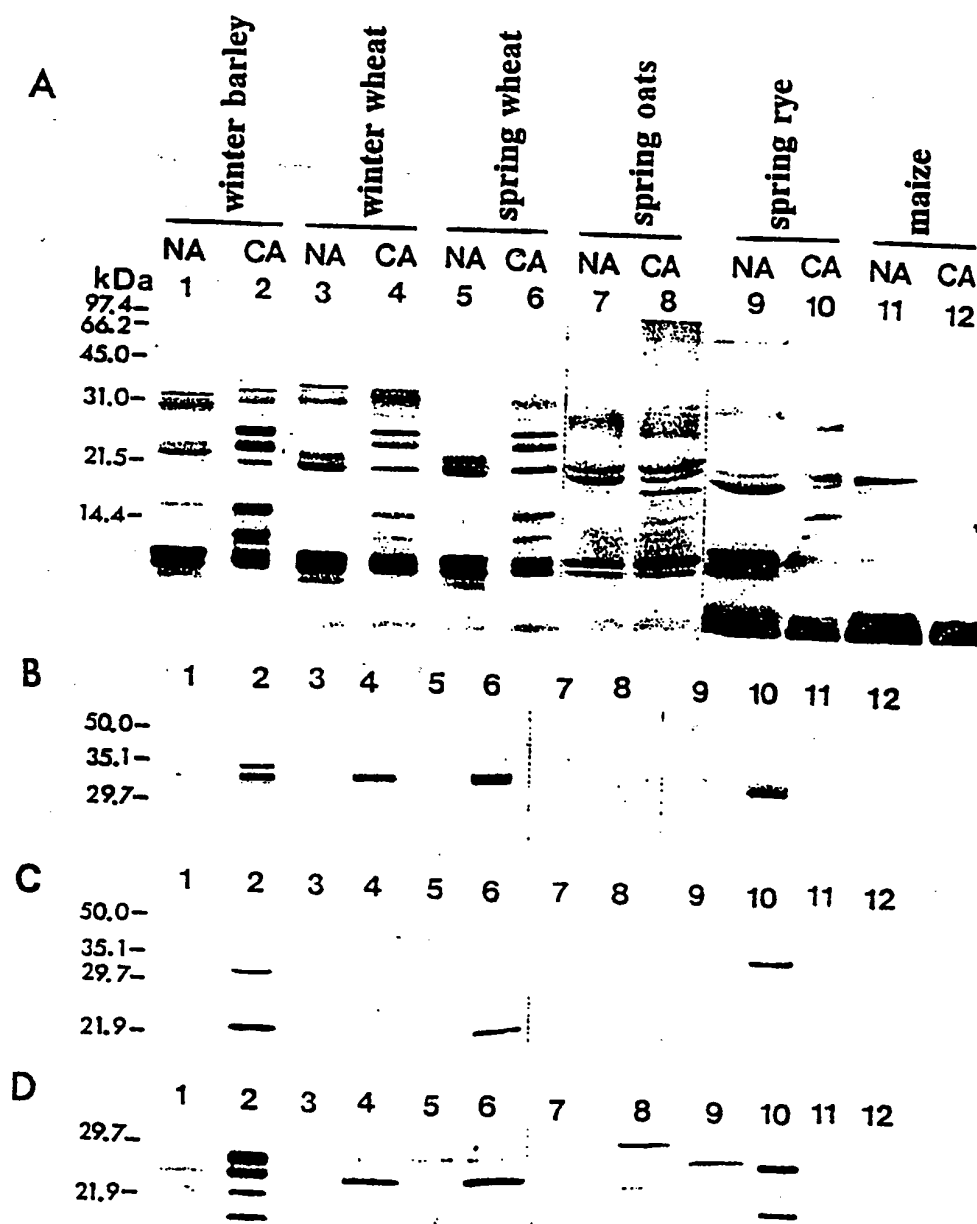 A
winter barley
winter wheat
spring wheat
spring oats
spring rye
maize
NA CA NA CA NA CA NA CA NA CA NA CA
kDa 1 2 3 4 5 6 7 8 9 10 11 12
97.4–
66.2–
45.0–
31.0–
21.5–
14.4–
B 1 2 3 4 5 6 7 8 9 10 11 12
50.0–
35.1–
29.7–
C 1 2 3 4 5 6 7 8 9 10 11 12
50.0–
35.1–
29.7–
21.9–
D 1 2 3 4 5 6 7 8 9 10 11 12
29.7–
21.9–